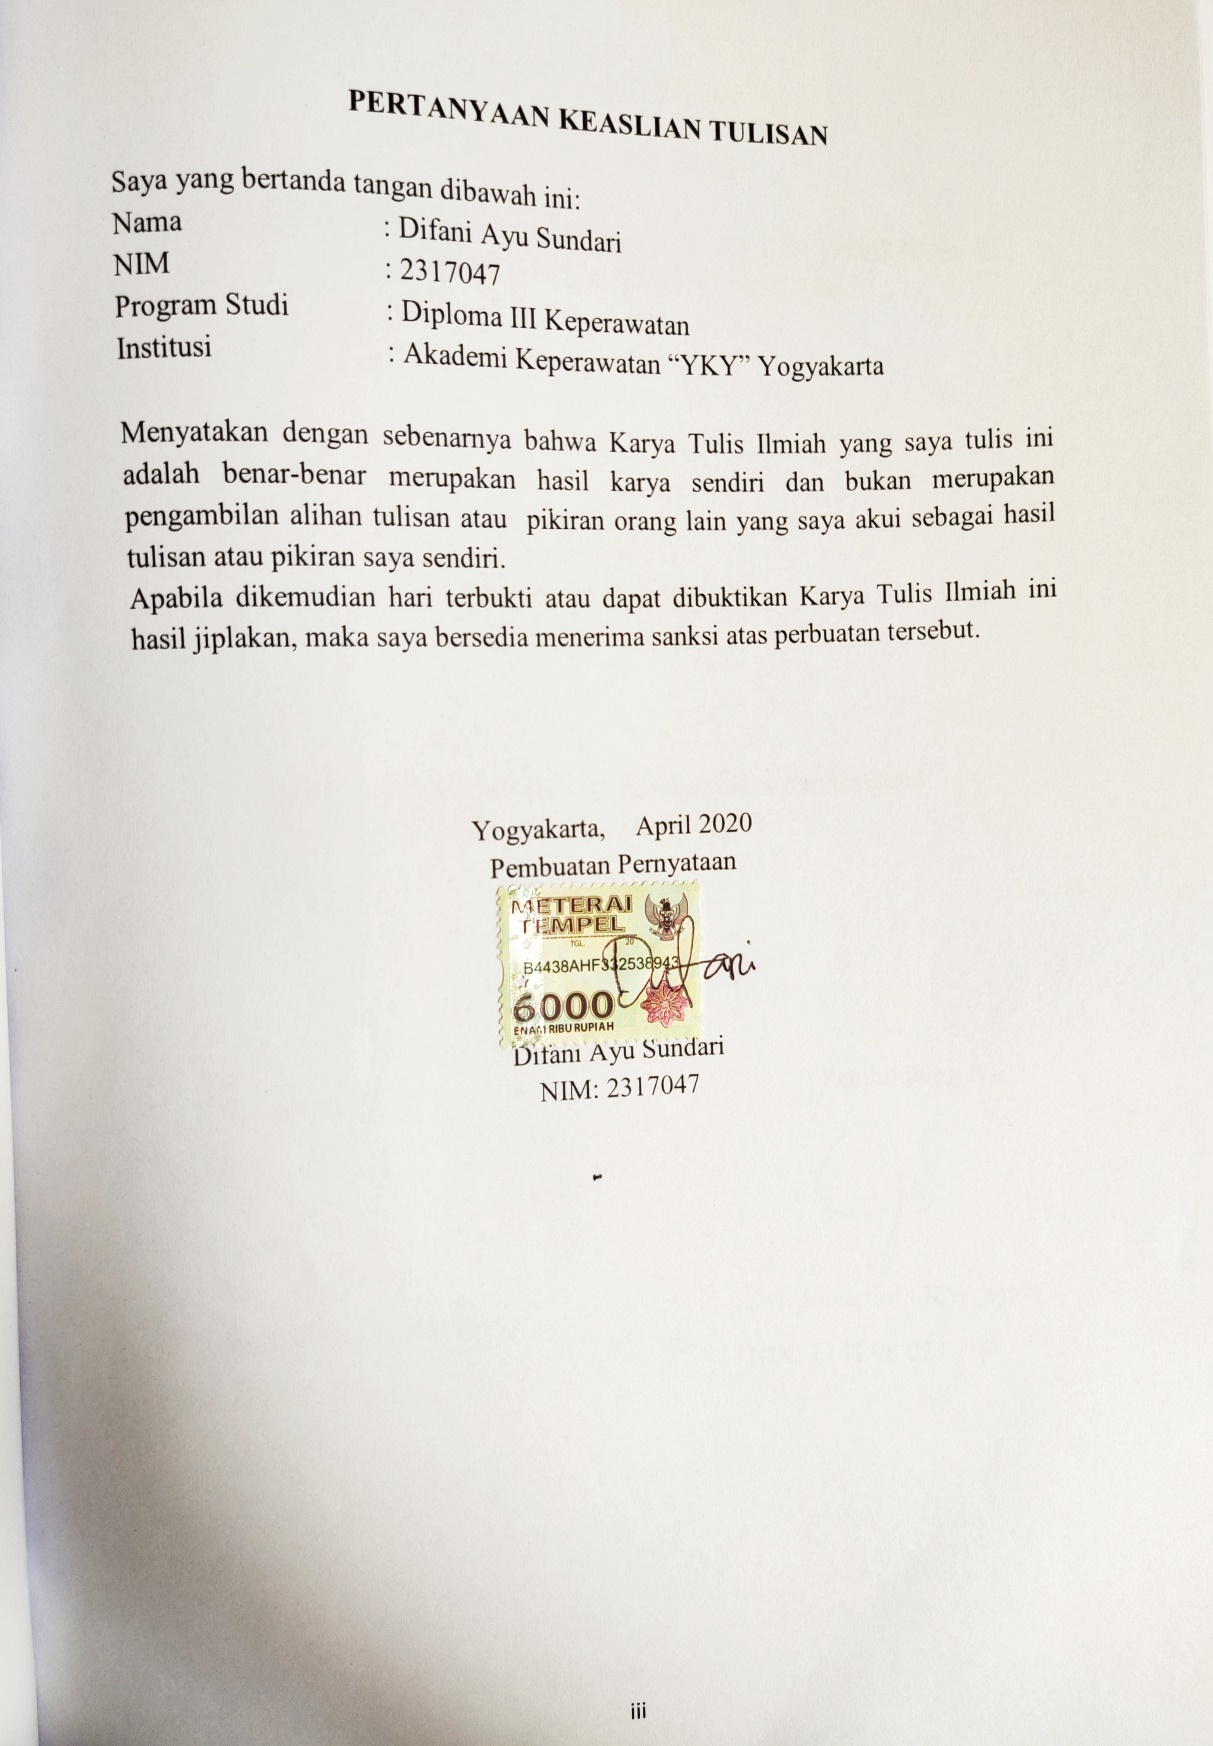 PERTANYAAN KEASLIAN TULISAN
Saya yang bertanda tangan dibawah ini:
Nama : Difani Ayu Sundari
NIM : 2317047
Program Studi : Diploma III Keperawatan
Institusi : Akademi Keperawatan “YKY” Yogyakarta
Menyatakan dengan sebenarnya bahwa Karya Tulis Ilmiah yang saya tulis ini
adalah benar-benar merupakan hasil karya sendiri dan bukan merupakan
pengambilan alihan tulisan atau pikiran orang lain yang saya akui sebagai hasil
tulisan atau pikiran saya sendiri.
Apabila dikemudian hari terbukti atau dapat dibuktikan Karya Tulis Ilmiah ini
hasil jiplakan, maka saya bersedia menerima sanksi atas perbuatan tersebut.
Yogyakarta, April 2020
Pembuatan Pernyataan
METERAI
TEMPEL
TGL. 20
B4438AHF332538943
Difani
6000
ENAM RIBU RUPIAH
Difani Ayu Sundari
NIM: 2317047
iii